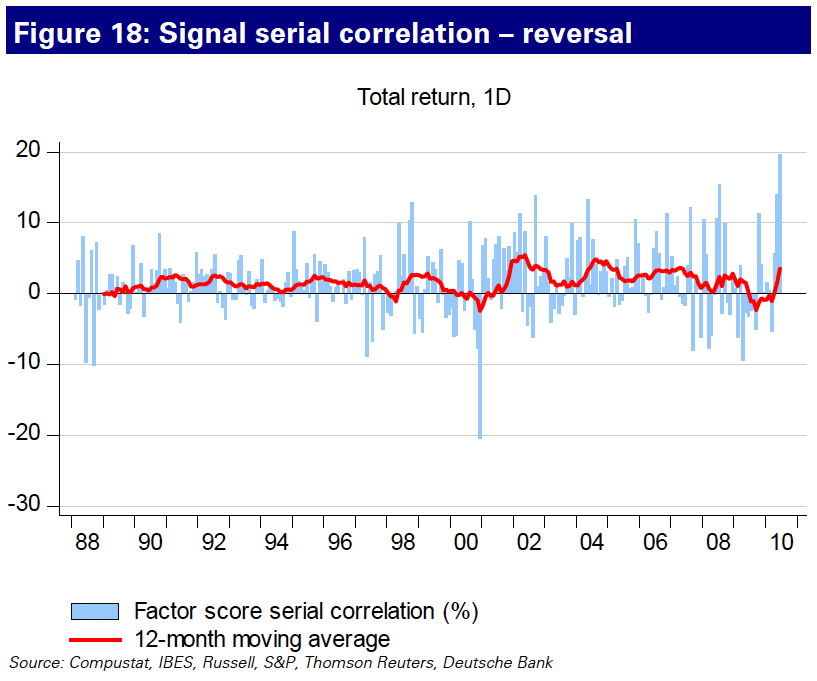 Figure 18: Signal serial correlation – reversal
Total return, 1D
20
10
0
-10
-20
-30
88 90 92 94 96 98 00 02 04 06 08 10
Factor score serial correlation (%)
12-month moving average
Source: Compustat, IBES, Russell, S&P, Thomson Reuters, Deutsche Bank